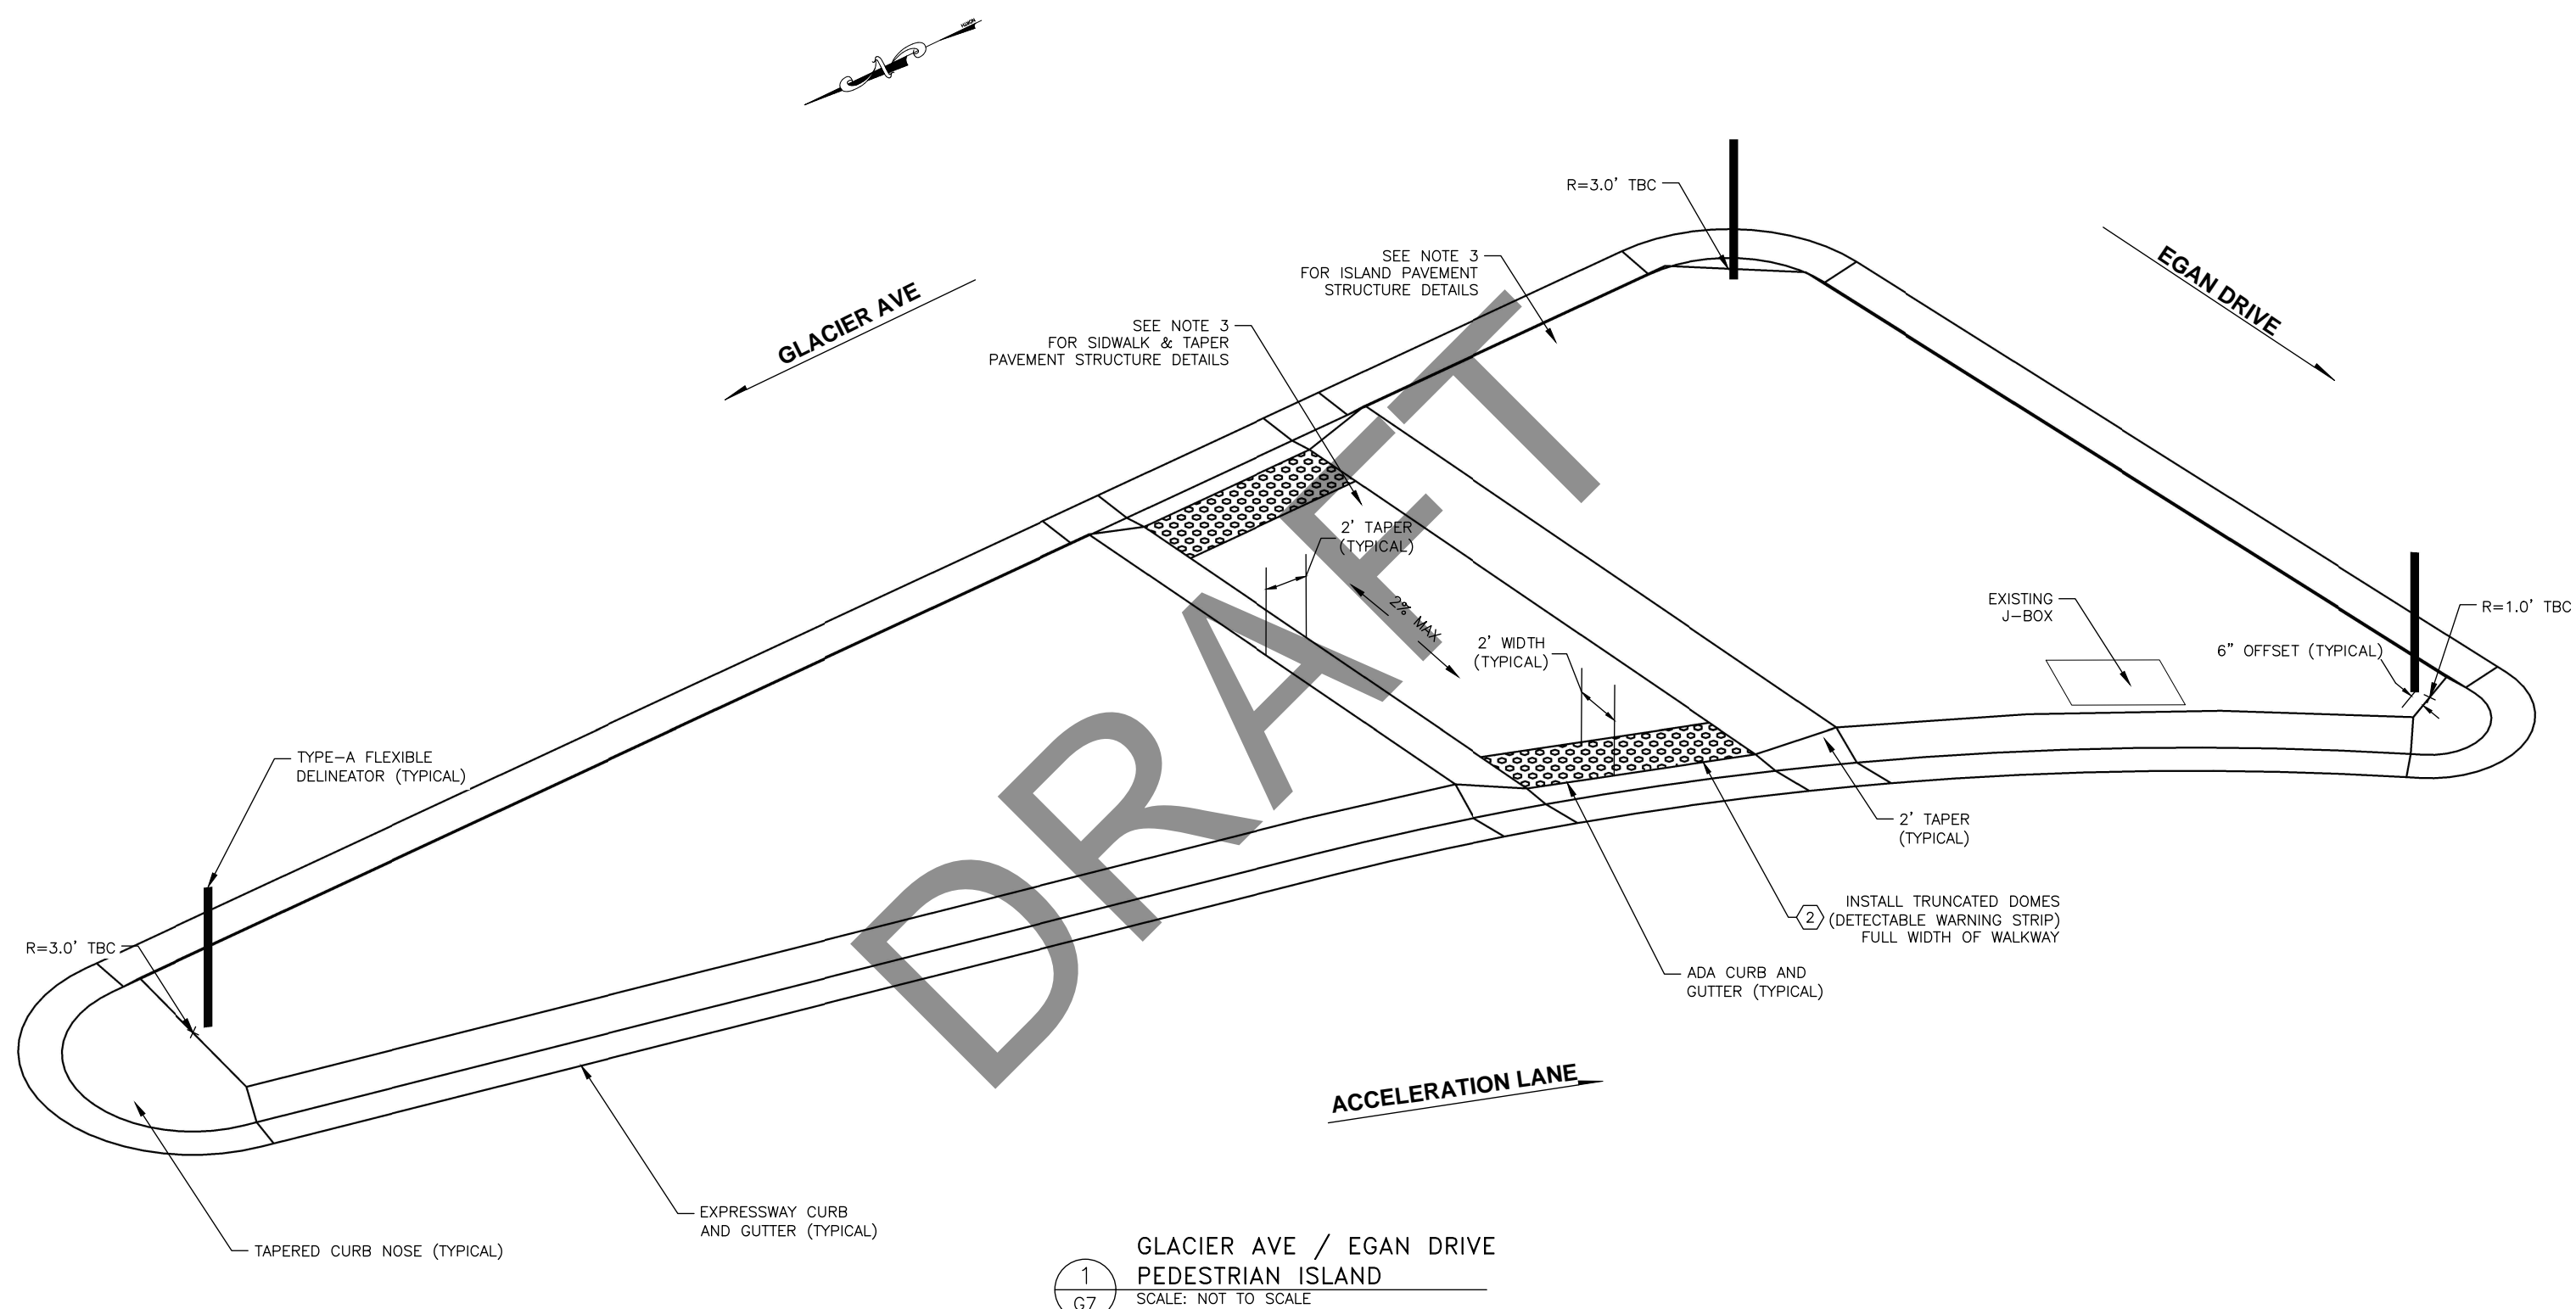 NORTH
R=3.0' TBC
SEE NOTE 3
FOR ISLAND PAVEMENT
STRUCTURE DETAILS
EGAN DRIVE
GLACIER AVE
SEE NOTE 3
FOR SIDWALK & TAPER
PAVEMENT STRUCTURE DETAILS
2' TAPER
(TYPICAL)
2% MAX
2' WIDTH
(TYPICAL)
EXISTING
J-BOX
R=1.0' TBC
6" OFFSET (TYPICAL)
DRAFT
TYPE-A FLEXIBLE
DELINEATOR (TYPICAL)
2' TAPER
(TYPICAL)
2
INSTALL TRUNCATED DOMES
(DETECTABLE WARNING STRIP)
FULL WIDTH OF WALKWAY
R=3.0' TBC
ADA CURB AND
GUTTER (TYPICAL)
ACCELERATION LANE
EXPRESSWAY CURB
AND GUTTER (TYPICAL)
TAPERED CURB NOSE (TYPICAL)
1
G7
GLACIER AVE / EGAN DRIVE
PEDESTRIAN ISLAND
SCALE: NOT TO SCALE